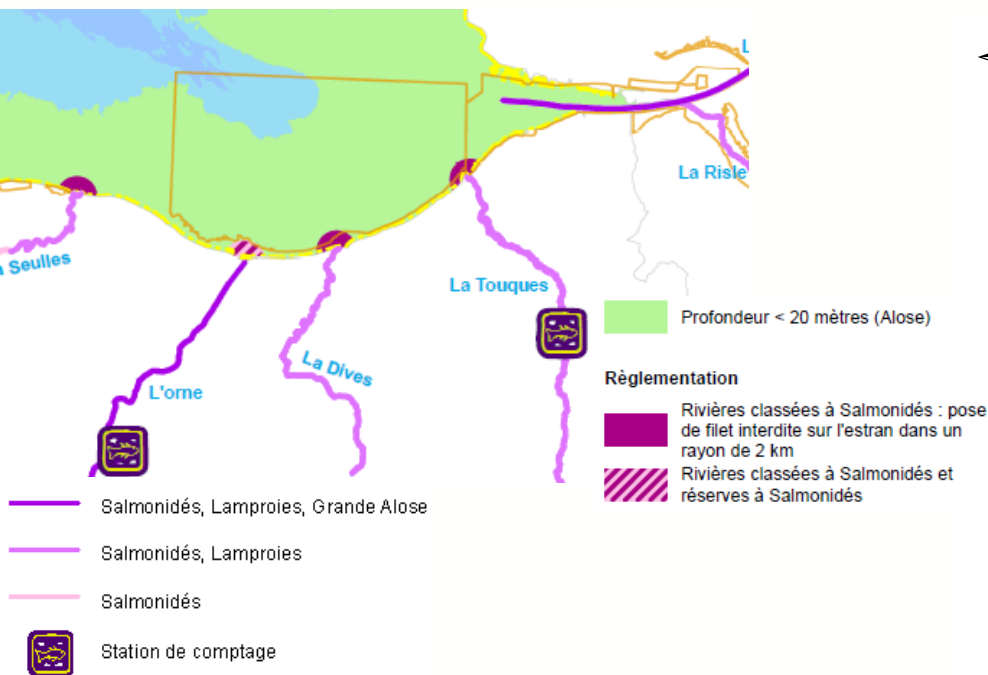 L
La Risle
Seulles
La Touques
La Dives
L'orne
Profondeur < 20 mètres (Alose)
Règlementation
Rivières classées à Salmonidés : pose
de filet interdite sur l'estran dans un
rayon de 2 km
Rivières classées à Salmonidés et
réserves à Salmonidés
Salmonidés, Lamproies, Grande Alose
Salmonidés, Lamproies
Salmonidés
Station de comptage